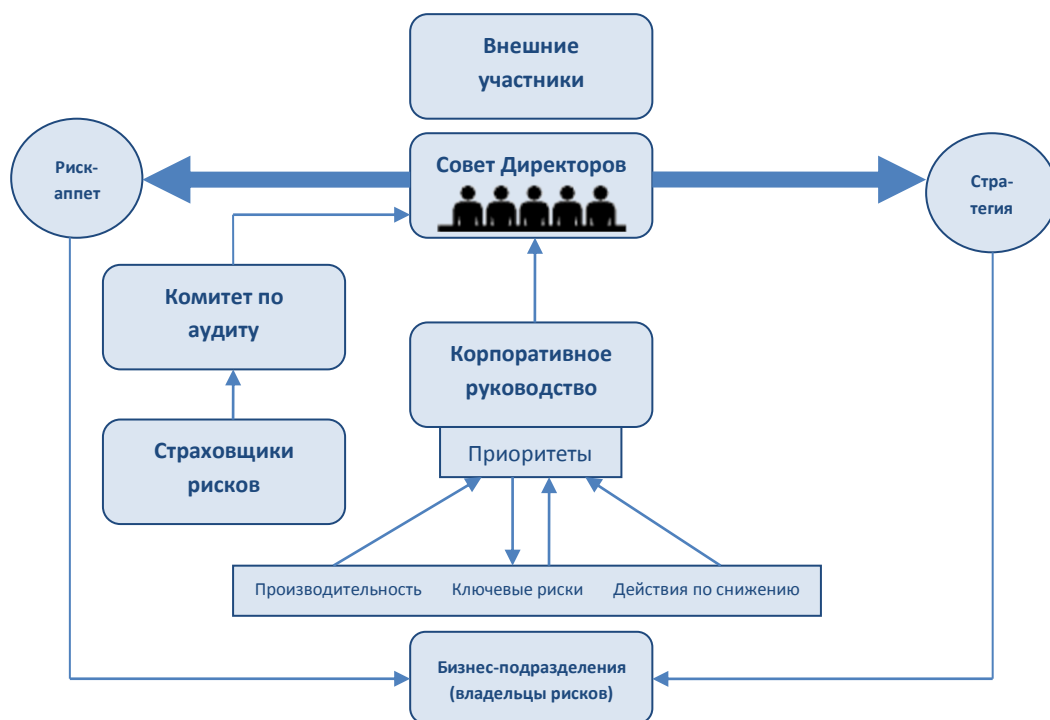 Внешние
участники
Совет Директоров
Риск-
аппет
Стра-
тегия
Комитет по
аудиту
Корпоративное
руководство
Приоритеты
Страховщики
рисков
Производительность Ключевые риски Действия по снижению
Бизнес-подразделения
(владельцы рисков)